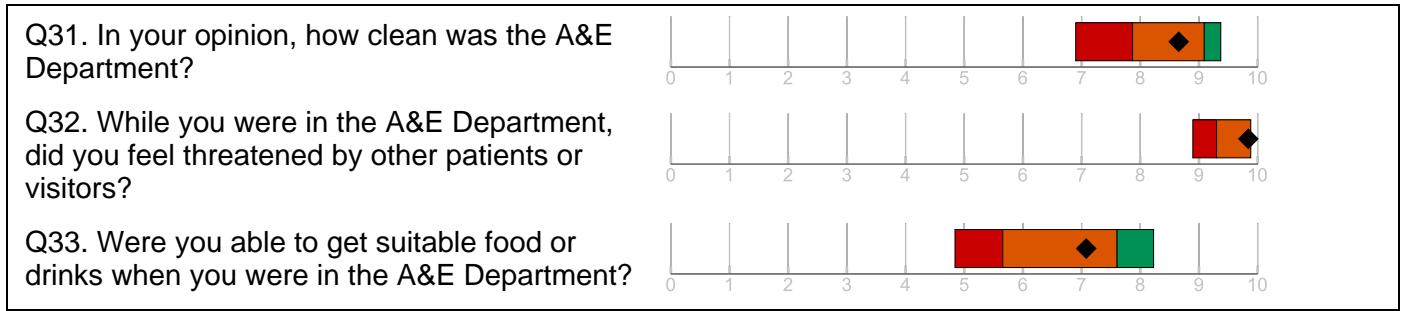 Q31. In your opinion, how clean was the A&E
Department?
0 1 2 3 4 5 6 7 8 9 10
Q32. While you were in the A&E Department,
did you feel threatened by other patients or
visitors?
0 1 2 3 4 5 6 7 8 9 10
Q33. Were you able to get suitable food or
drinks when you were in the A&E Department?
0 1 2 3 4 5 6 7 8 9 10